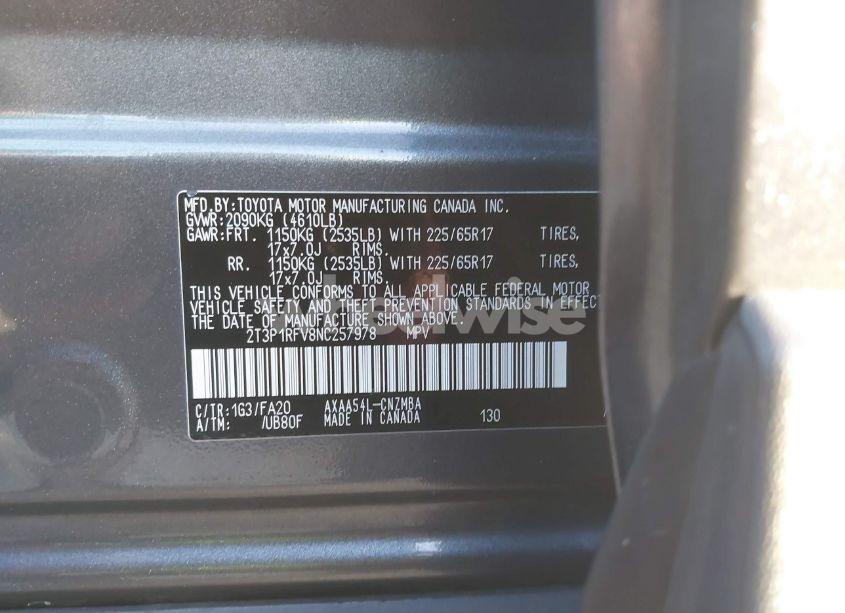 MFD.BY:TOYOTA MOTOR MANUFACTURING CANADA INC.
GVWR:2090KG (4610LB)
GAWR:FRT. 1150KG (2535LB) WITH 225/65R17 TIRES,
17x7.0J RIMS.
RR. 1150KG (2535LB) WITH 225/65R17 TIRES,
17x7.0J RIMS.
THIS VEHICLE CONFORMS TO ALL APPLICABLE FEDERAL MOTOR
VEHICLE SAFETY AND THEFT PREVENTION STANDARDS IN EFFECT
THE DATE OF MANUFACTURE SHOWN ABOVE.
2T3P1RFV8NC257978 MPV
C/TR:1G3/FA20 AXAA54L-CNZMBA
A/TM: /UB80F MADE IN CANADA 130